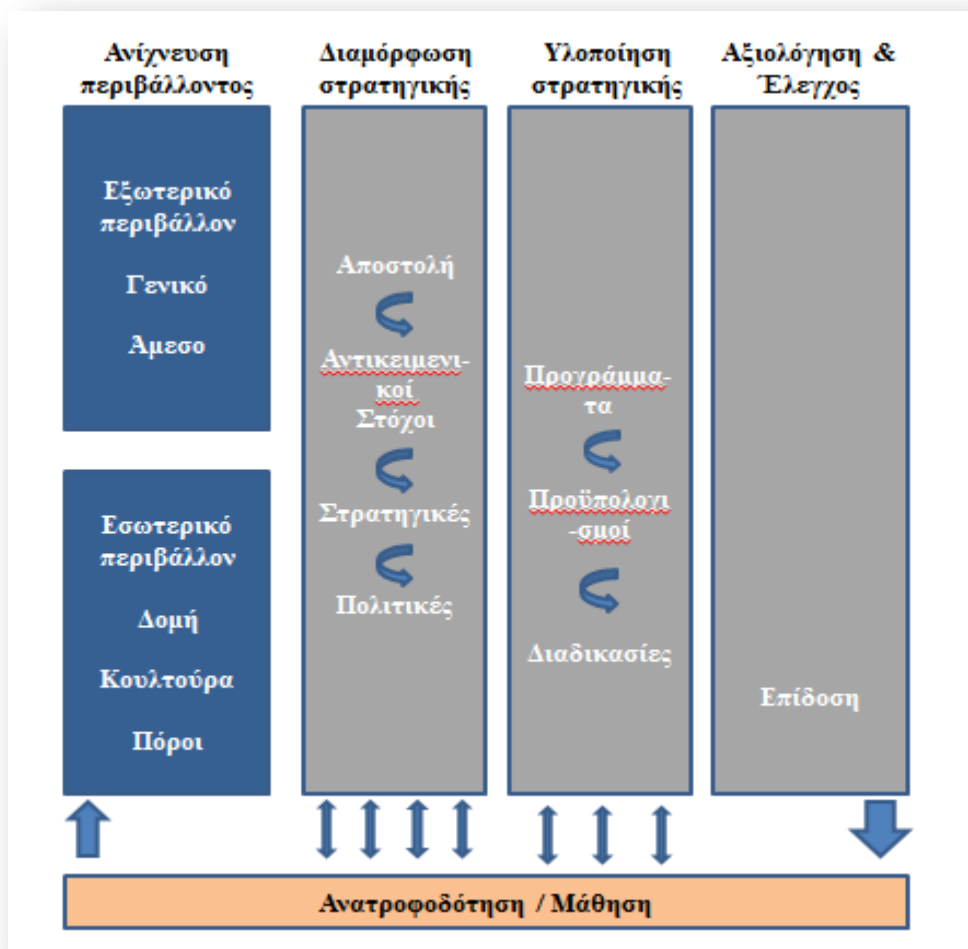 Ανίχνευση
περιβάλλοντος
Διαμόρφωση
στρατηγικής
Υλοποίηση
στρατηγικής
Αξιολόγηση &
Έλεγχος
Εξωτερικό
περιβάλλον
Γενικό
Άμεσο
Εσωτερικό
περιβάλλον
Δομή
Κουλτούρα
Πόροι
Αποστολή
Αντικειμενι-
κοί
Στόχοι
Στρατηγικές
Πολιτικές
Προγράμμα-
τα
Προϋπολογι
-σμοί
Διαδικασίες
Επίδοση
Ανατροφοδότηση / Μάθηση